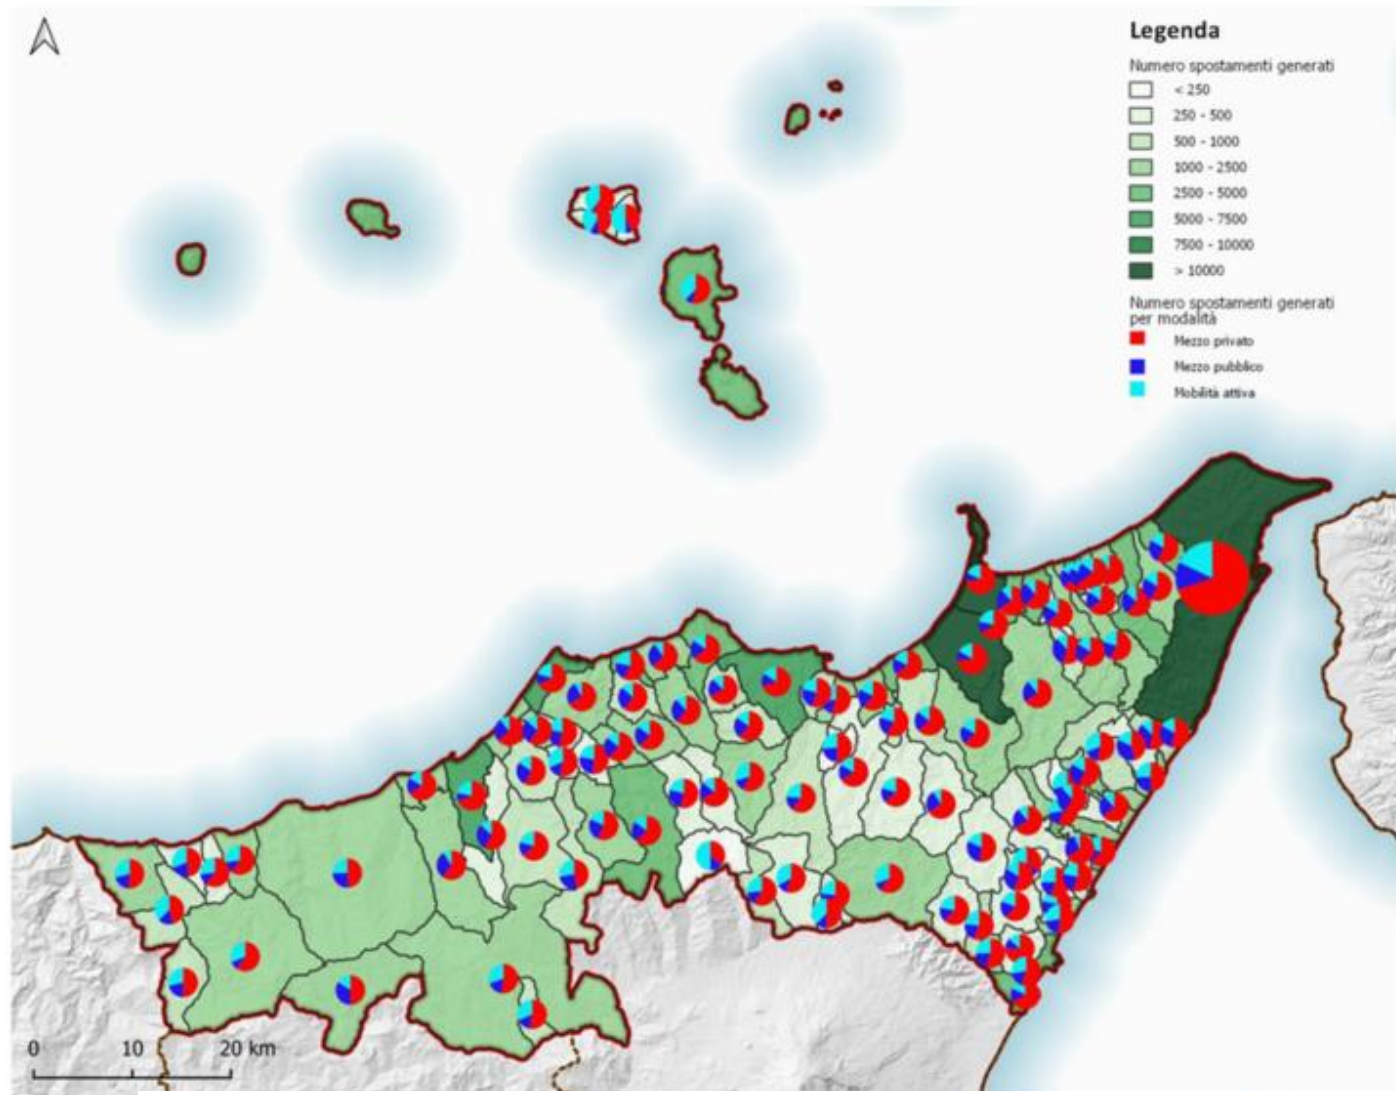 Legenda
Numero spostamenti generati
< 250
250 - 500
500 - 1000
1000 - 2500
2500 - 5000
5000 - 7500
7500 - 10000
> 10000
Numero spostamenti generati
per modalità
Mezzo privato
Mezzo pubblico
Mobilità attiva
0 10 20 km